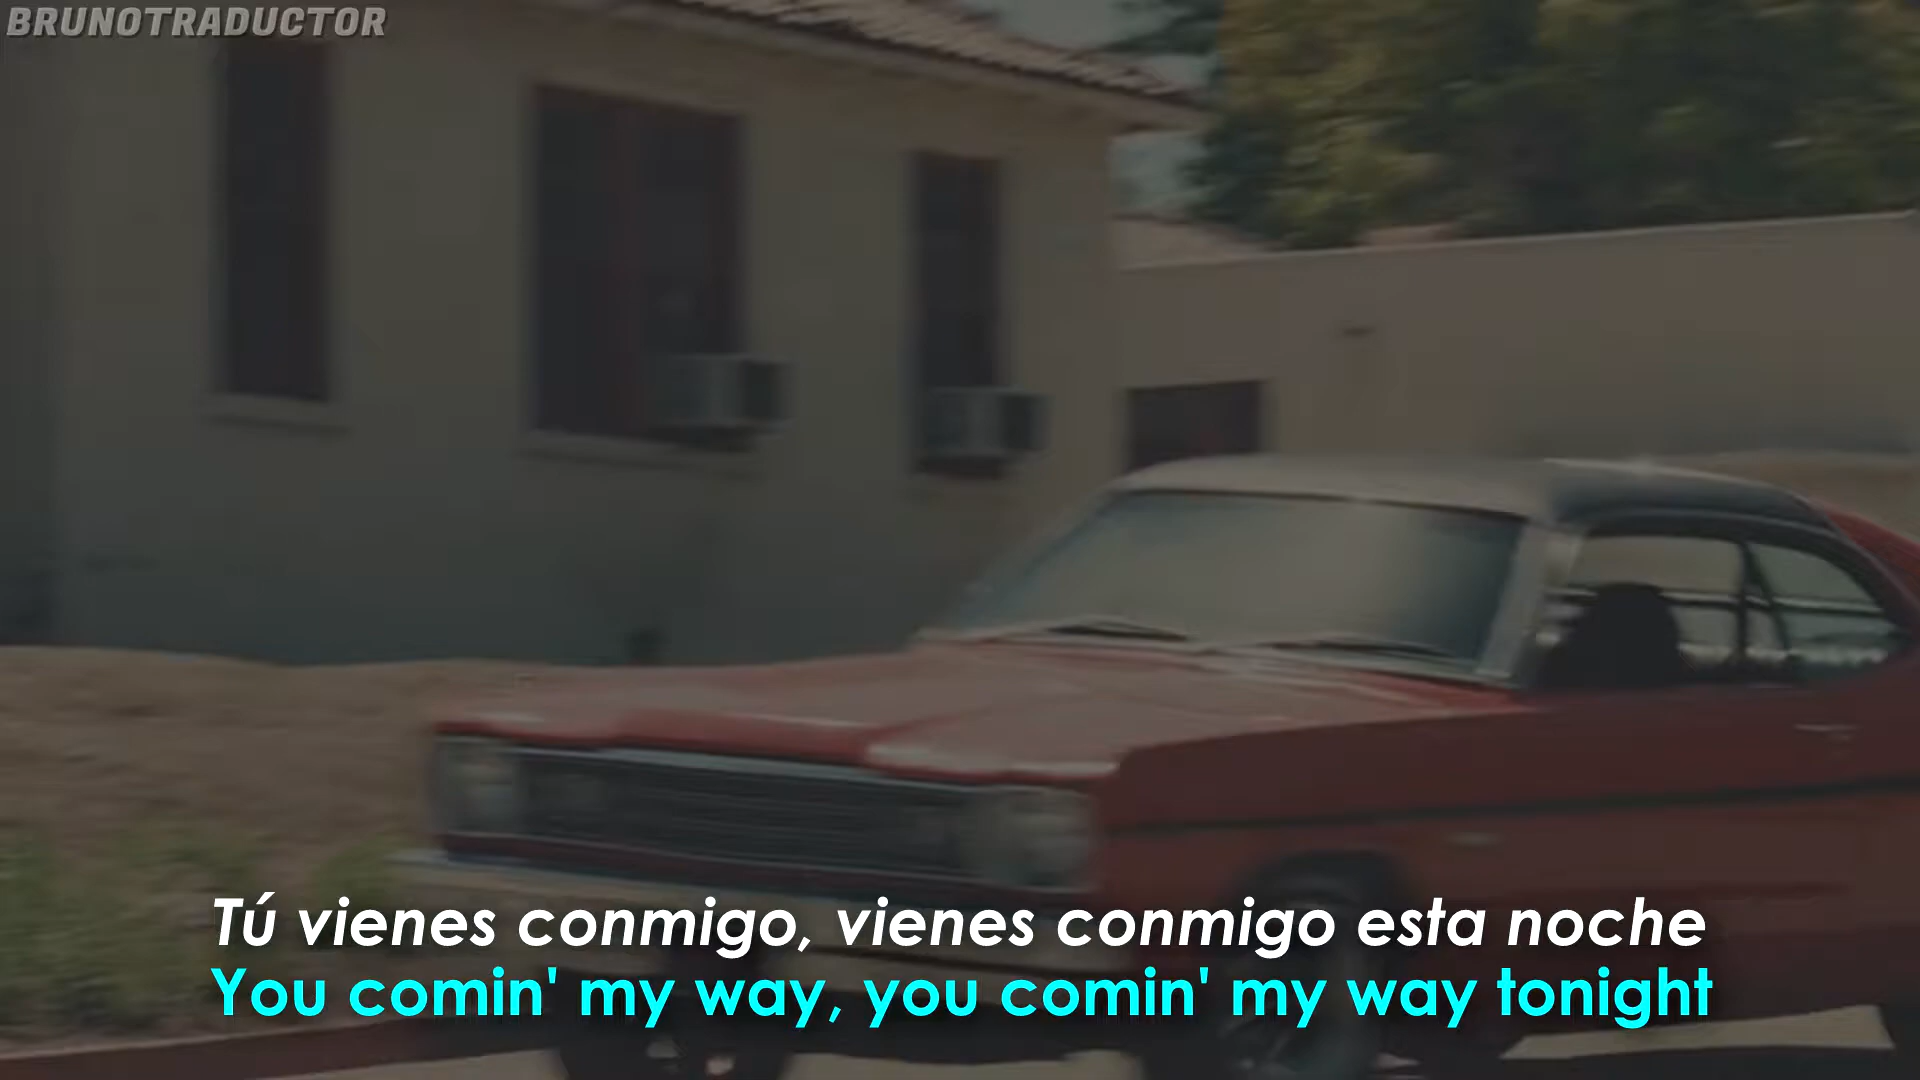 BRUNOTRADUCTOR
Tú vienes conmigo, vienes conmigo esta noche
You comin' my way, you comin' my way tonight